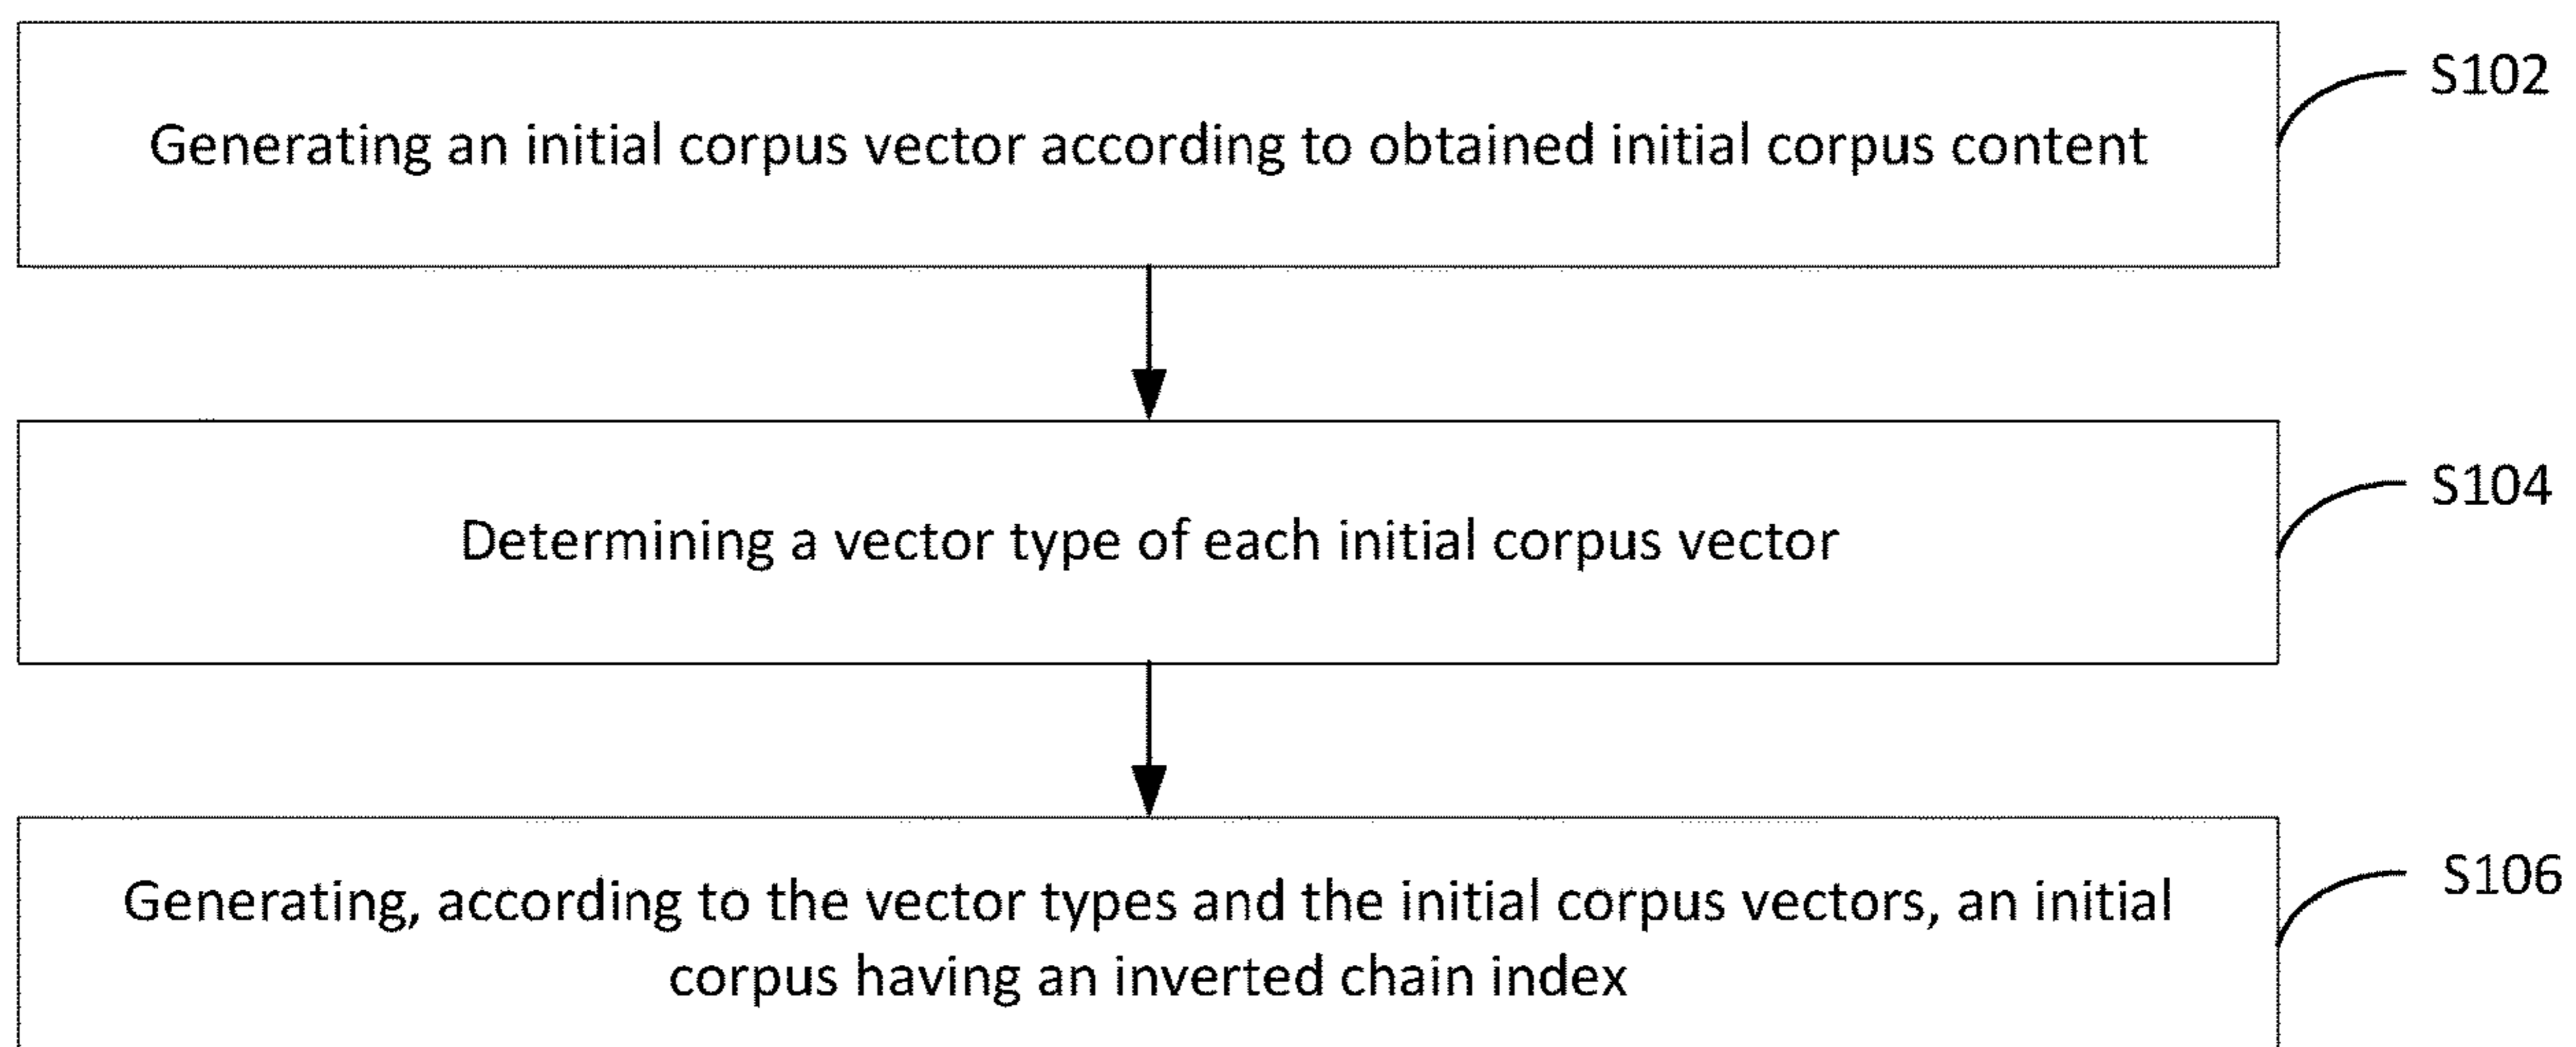 Generating an initial corpus vector according to obtained initial corpus content
S102
Determining a vector type of each initial corpus vector
S104
Generating, according to the vector types and the initial corpus vectors, an initial
corpus having an inverted chain index
S106